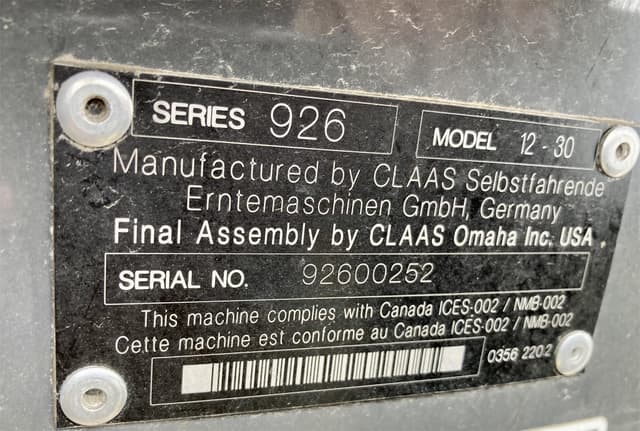 SERIES 926 MODEL 12-30
Manufactured by CLAAS Selbstfahrende
Erntemaschinen GmbH, Germany
Final Assembly by CLAAS Omaha Inc. USA.
SERIAL NO. 92600252
This machine complies with Canada ICES-002 / NMB-002
Cette machine est conforme au Canada ICES-002 / NMB-002
0356 220.2